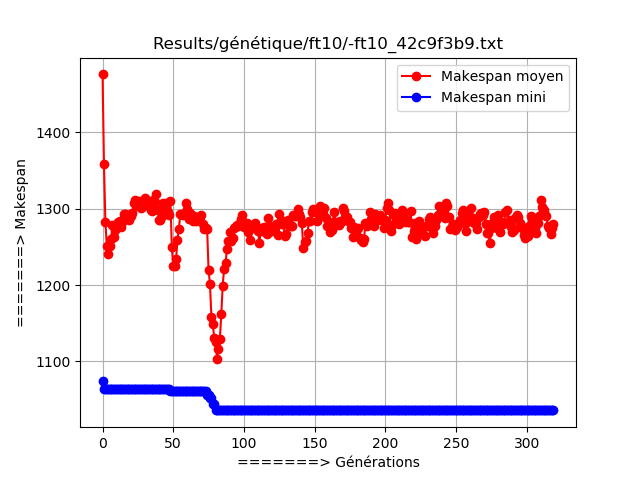 Results/génétique/ft10/-ft10_42c9f3b9.txt
Makespan moyen
Makespan mini
1400
1300
1200
1100
=======> Makespan
0 50 100 150 200 250 300
=======> Générations